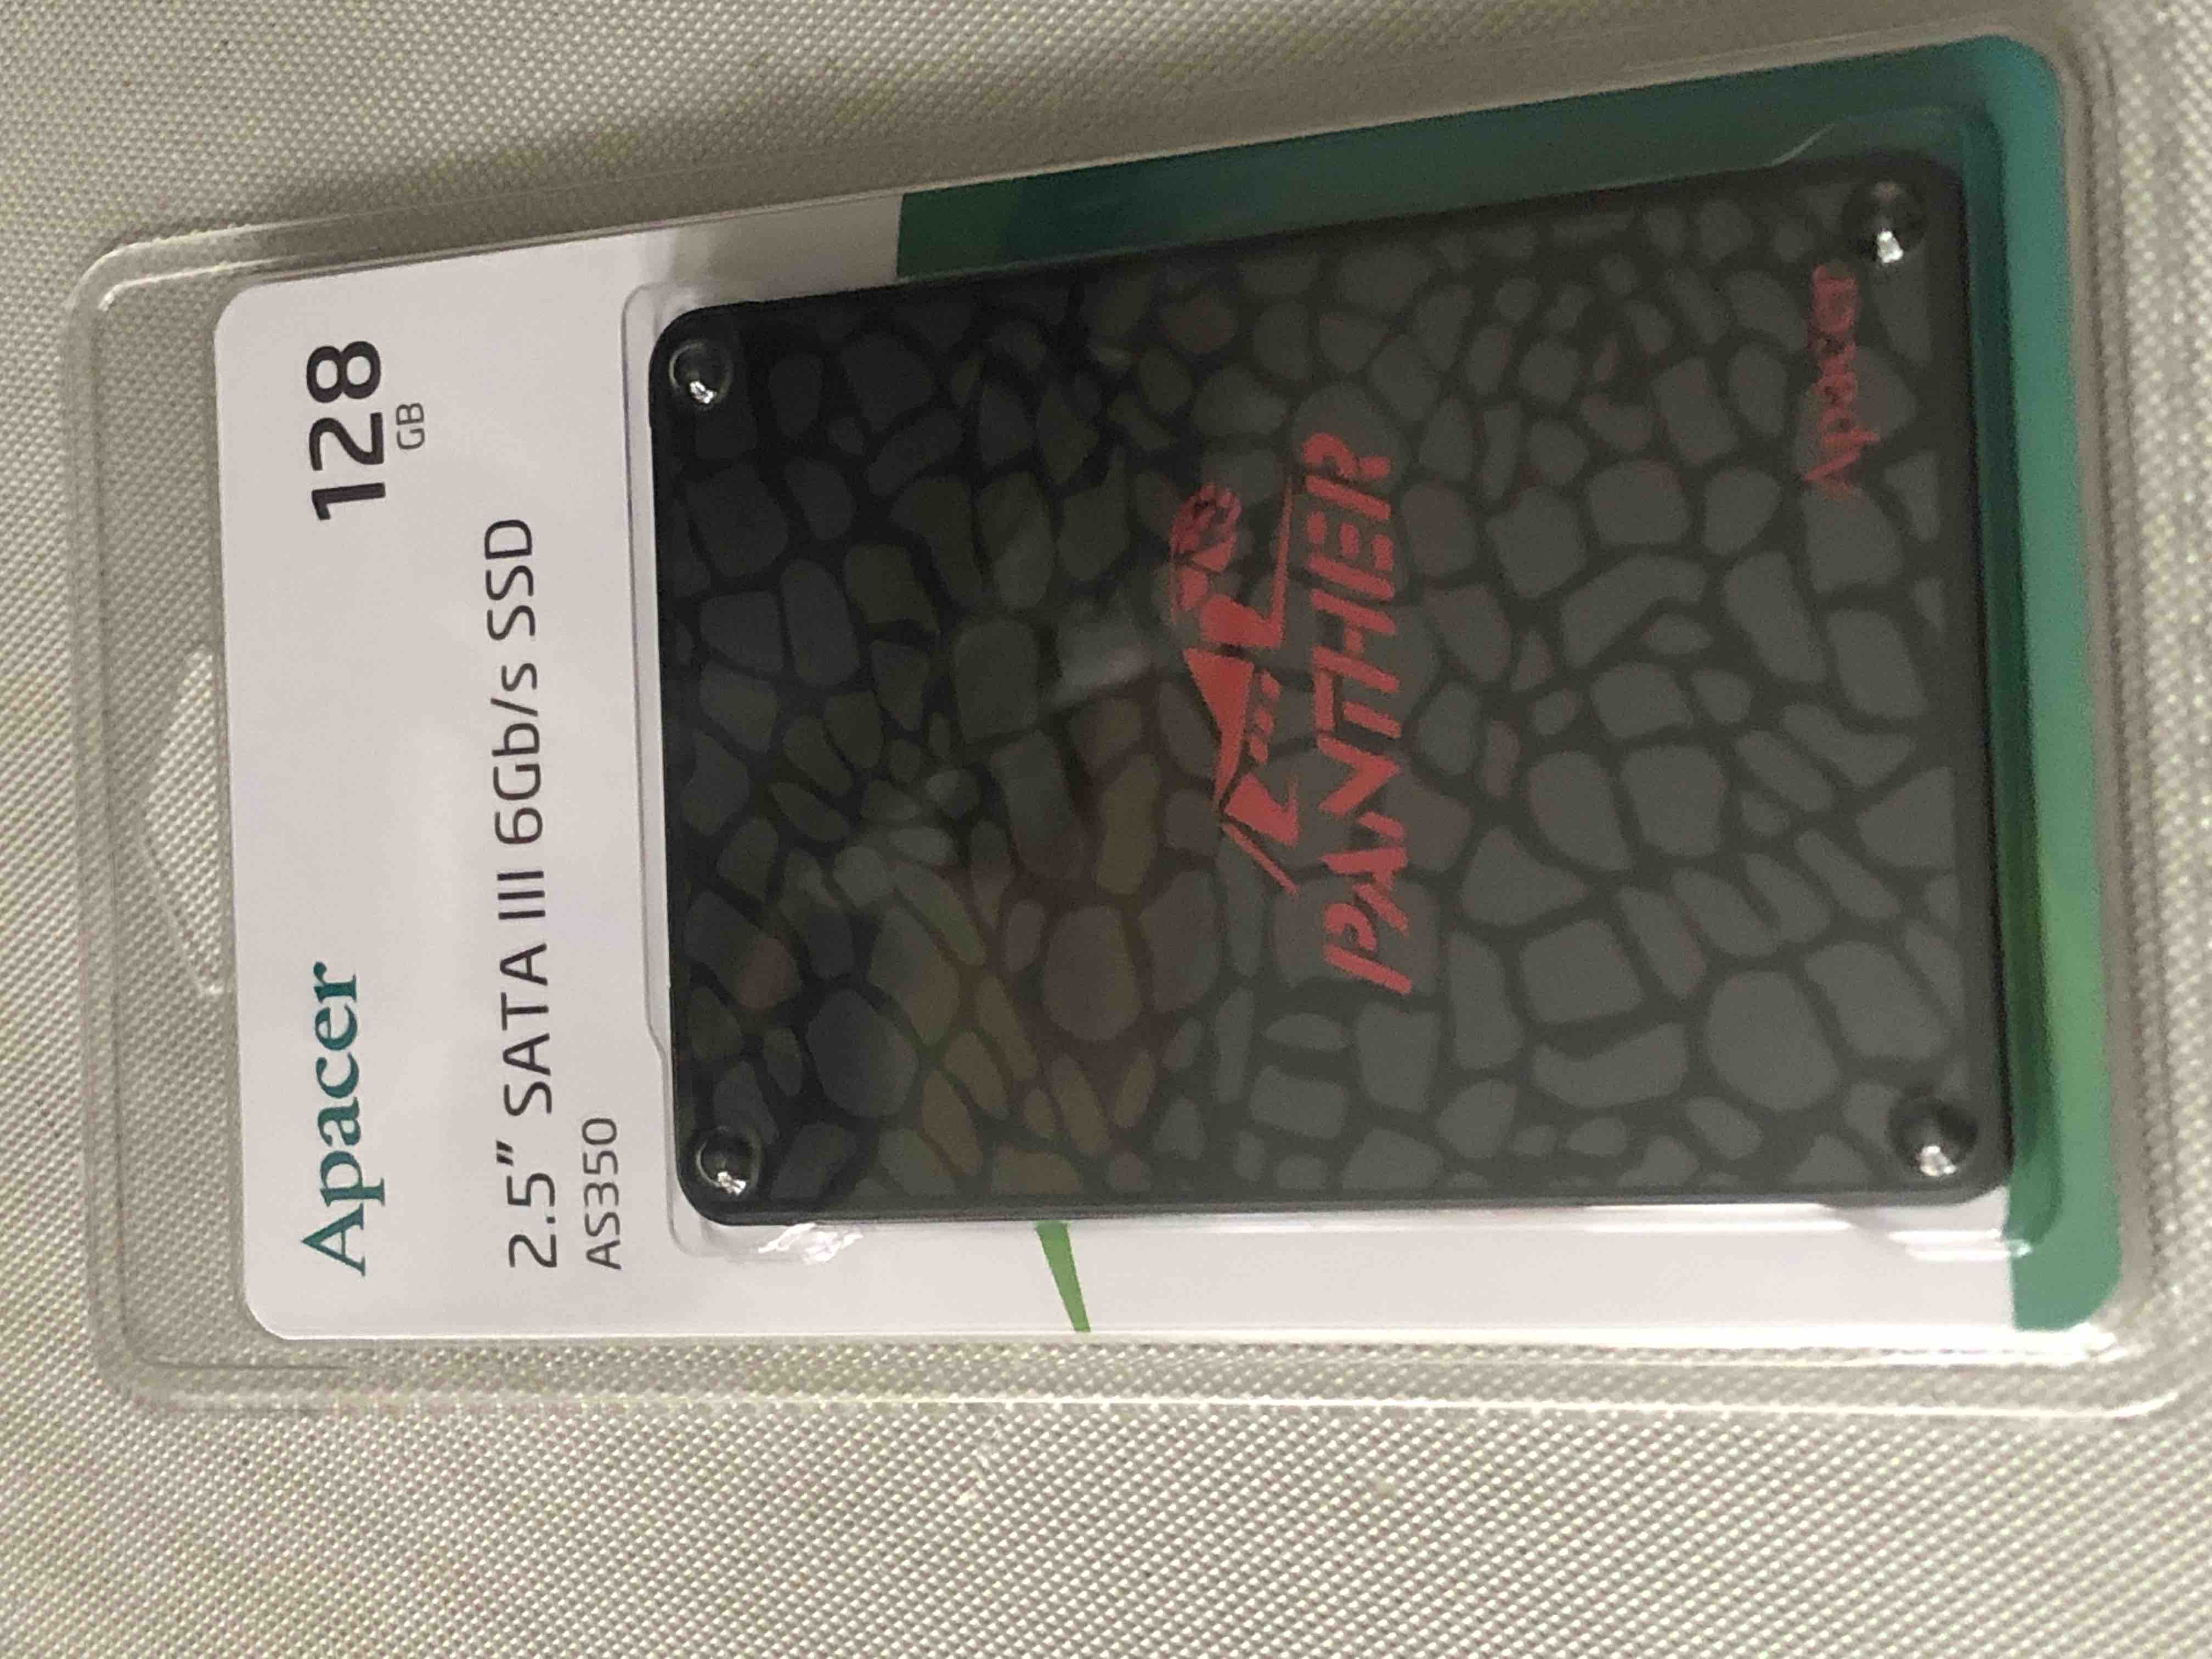 Apacer
128
GB
2.5" SATA III 6Gb/s SSD
AS350
PANTHER
Apacer